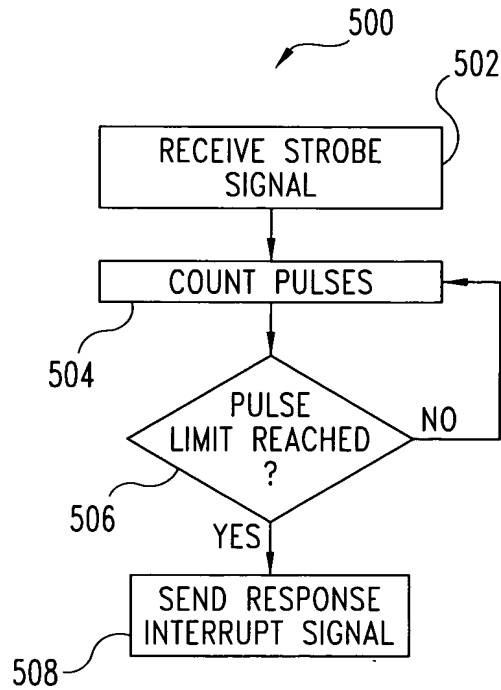 500
502
RECEIVE STROBE
SIGNAL
COUNT PULSES
504
PULSE
LIMIT REACHED
?
NO
506
YES
SEND RESPONSE
INTERRUPT SIGNAL
508